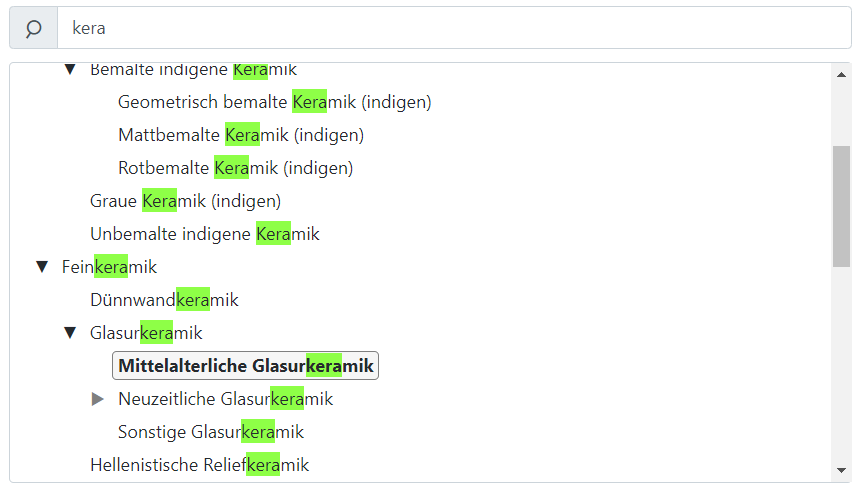 kera
Bemalte indigene Keramik
Geometrisch bemalte Keramik (indigen)
Mattbemalte Keramik (indigen)
Rotbemalte Keramik (indigen)
Graue Keramik (indigen)
Unbemalte indigene Keramik
Feinkeramik
Dünnwandkeramik
Glasurkeramik
Mittelalterliche Glasurkeramik
Neuzeitliche Glasurkeramik
Sonstige Glasurkeramik
Hellenistische Reliefkeramik